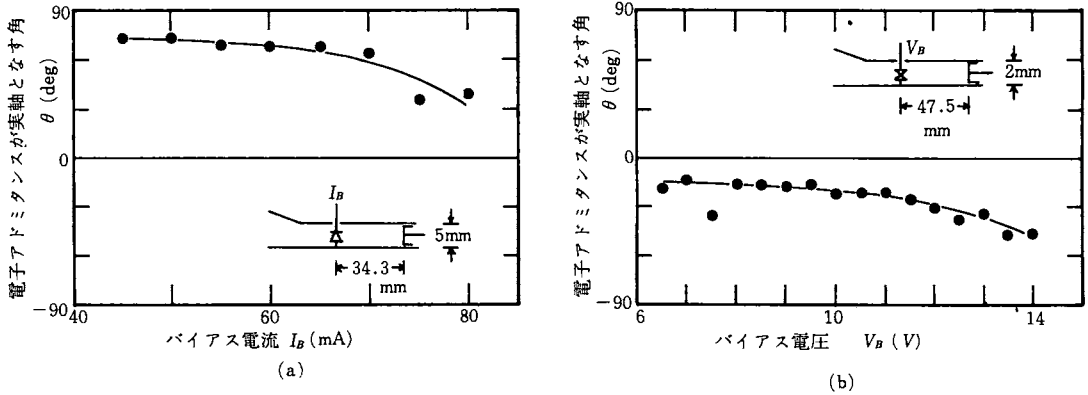 電子アドミタンスが実軸となす角
θ (deg)
90
0
-90
I_B
5mm
34.3
mm
40
60
80
バイアス電流 I_B (mA)
(a)
電子アドミタンスが実軸となす角
θ (deg)
90
0
-90
V_B
2mm
47.5
mm
6
10
14
バイアス電圧 V_B (V)
(b)